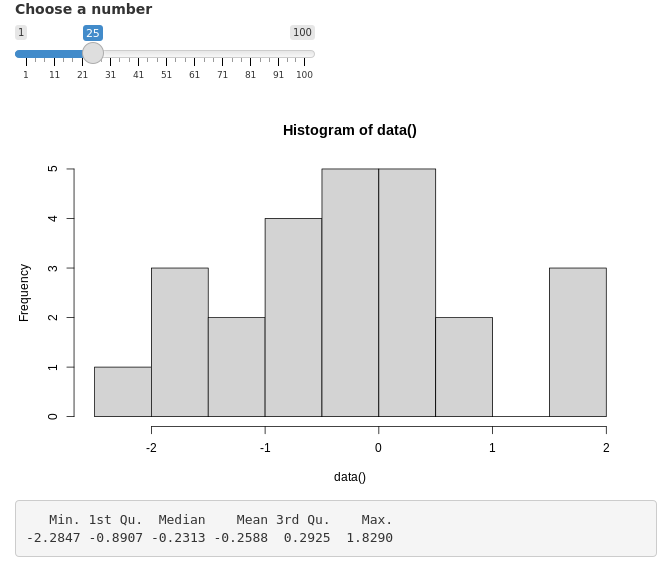 Choose a number
1 25 100
1 11 21 31 41 51 61 71 81 91 100
Histogram of data()
Frequency
5
4
3
2
1
0
-2 -1 0 1 2
data()
Min. 1st Qu. Median Mean 3rd Qu. Max.
-2.2847 -0.8907 -0.2313 -0.2588 0.2925 1.8290